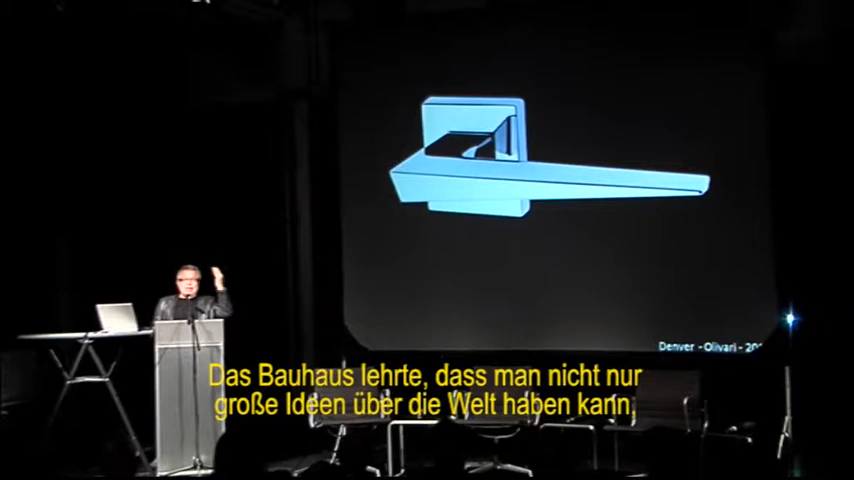 Denver - Olivari - 20
Das Bauhaus lehrte, dass man nicht nur
große Ideen über die Welt haben kann,